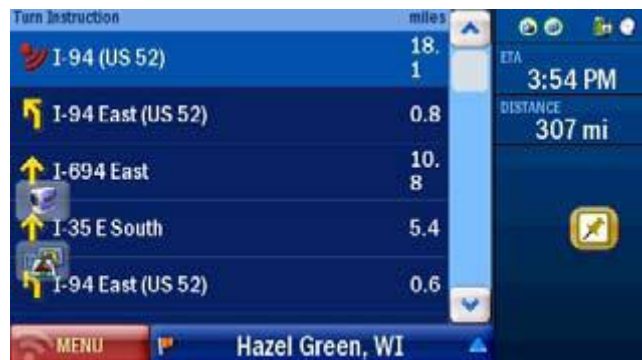 Turn Instruction miles
I-94 (US 52) 18.
1
I-94 East (US 52) 0.8
I-694 East 10.
8
I-35 E South 5.4
I-94 East (US 52) 0.6
MENU Hazel Green, WI
ETA
3:54 PM
DISTANCE
307 mi